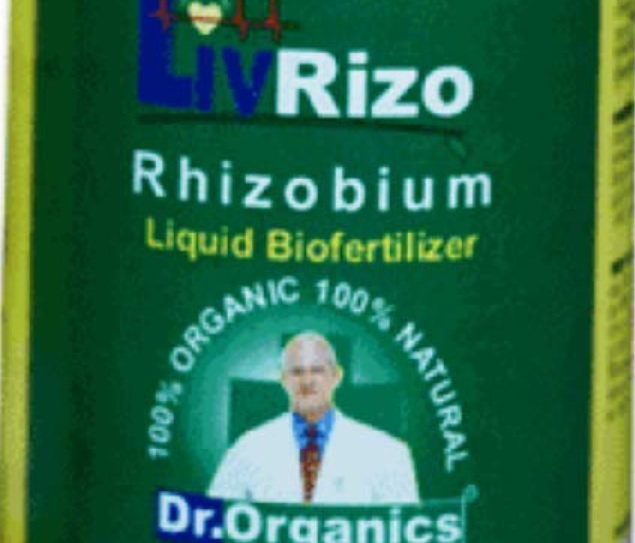 LivRizo
Rhizobium
Liquid Biofertilizer
100% ORGANIC 100% NATURAL
Dr.Organics